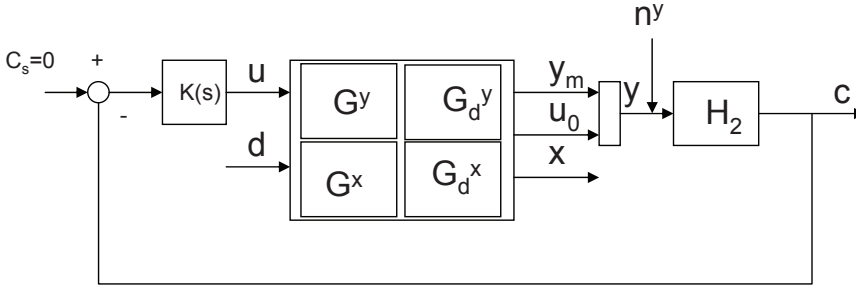 n^y
C_s=0
+
-
K(s)
u
d
G^y
G_d^y
G^x
G_d^x
y_m
u_0
x
y
H_2
c